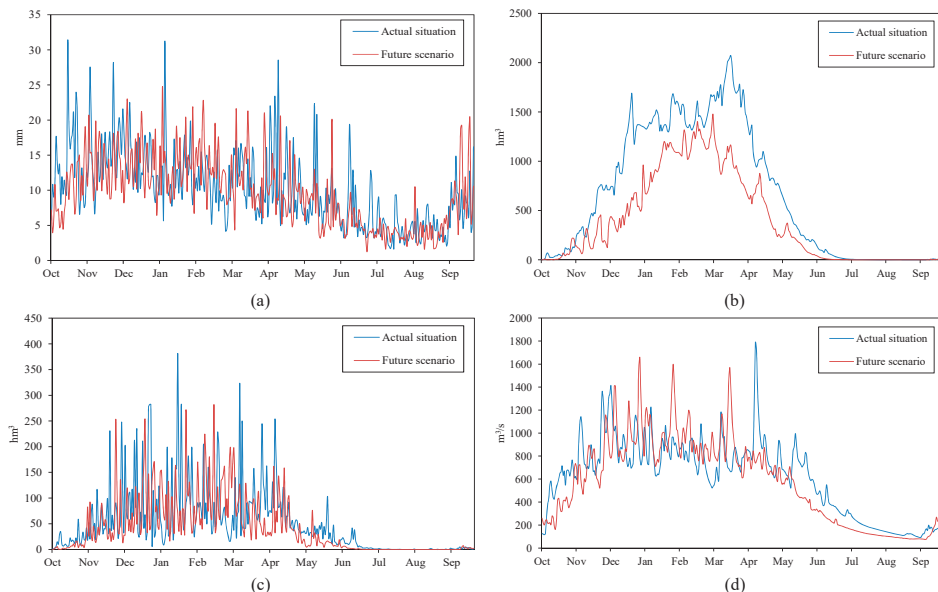 35
30
25
20
15
10
5
0
mm
Actual situation
Future scenario
Oct Nov Dec Jan Feb Mar Apr May Jun Jul Aug Sep
(a)
2500
2000
1500
1000
500
0
hm³
Actual situation
Future scenario
Oct Nov Dec Jan Feb Mar Apr May Jun Jul Aug Sep
(b)
450
400
350
300
250
200
150
100
50
0
hm³
Actual situation
Future scenario
Oct Nov Dec Jan Feb Mar Apr May Jun Jul Aug Sep
(c)
2000
1800
1600
1400
1200
1000
800
600
400
200
0
m³/s
Actual situation
Future scenario
Oct Nov Dec Jan Feb Mar Apr May Jun Jul Aug Sep
(d)